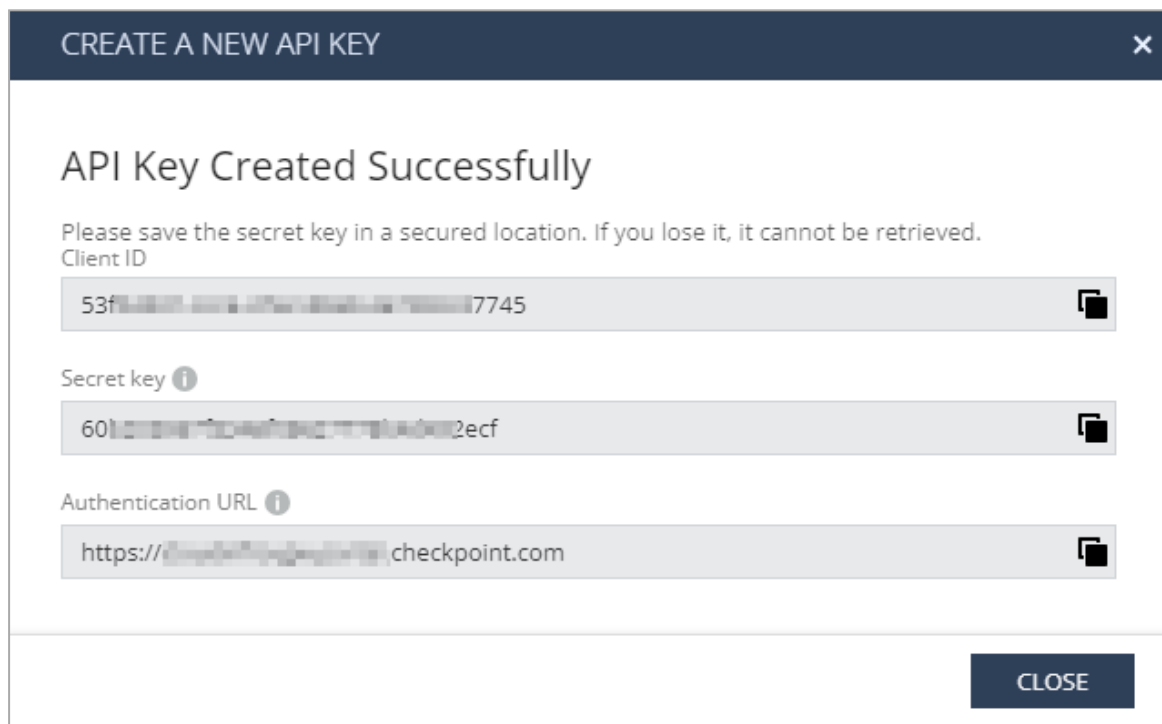 CREATE A NEW API KEY
API Key Created Successfully
Please save the secret key in a secured location. If you lose it, it cannot be retrieved.
Client ID
53f 7745
Secret key
60 2ecf
Authentication URL
https:// .checkpoint.com
CLOSE